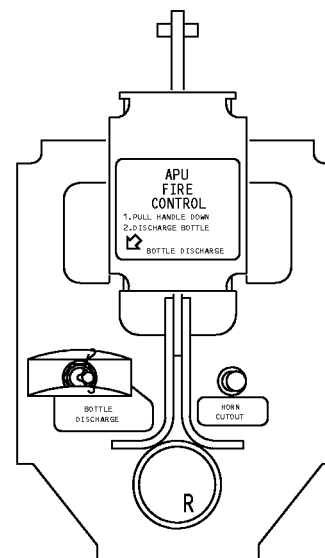 APU
FIRE
CONTROL
1.PULL HANDLE DOWN
2.DISCHARGE BOTTLE
BOTTLE DISCHARGE
BOTTLE
DISCHARGE
HORN
CUTOUT
R